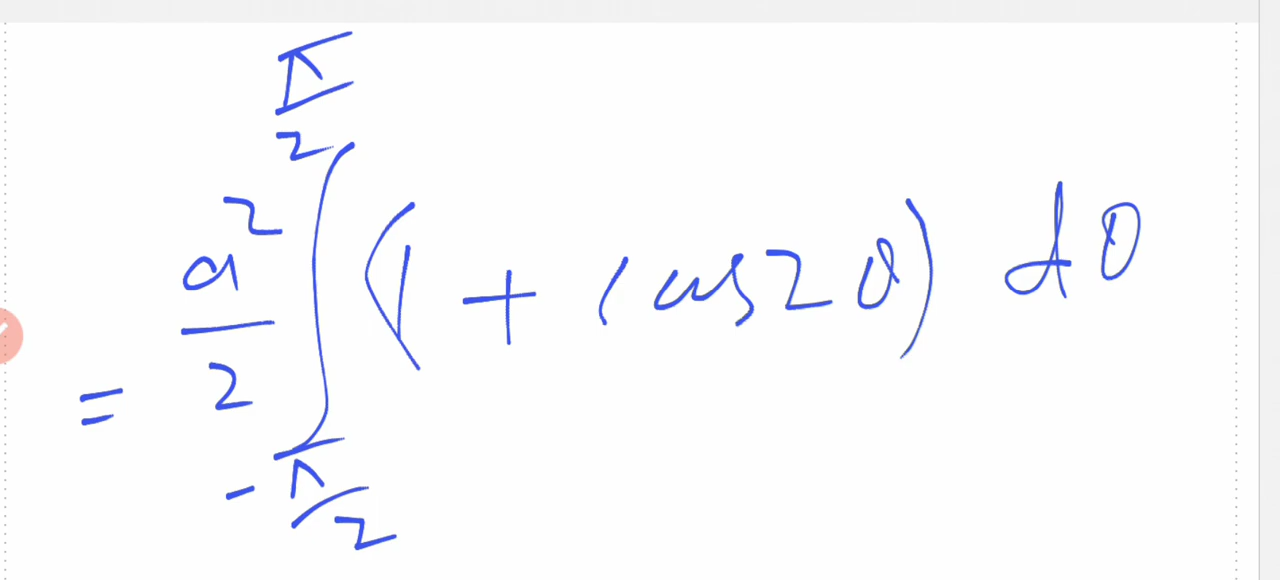 = a²/2 ∫_{-π/2}^{π/2} (1 + cos2θ) dθ